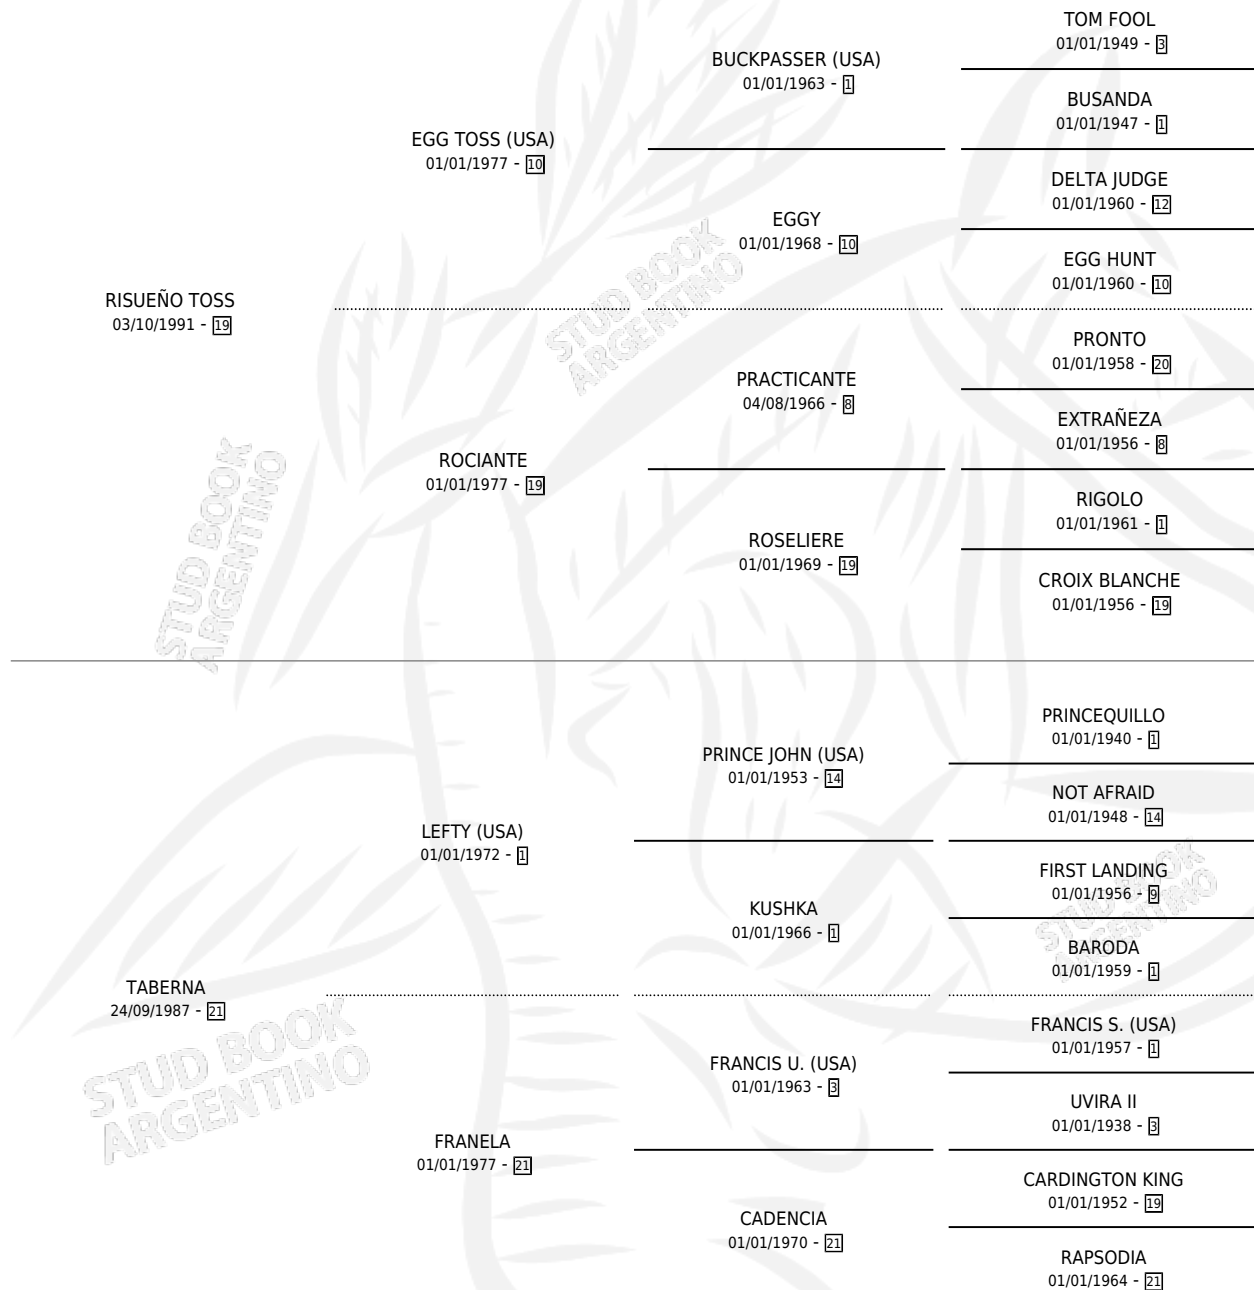 TOM FOOL
01/01/1949 - 3
BUCKPASSER (USA)
01/01/1963 - 1
BUSANDA
01/01/1947 - 1
EGG TOSS (USA)
01/01/1977 - 10
DELTA JUDGE
01/01/1960 - 12
EGGY
01/01/1968 - 10
EGG HUNT
01/01/1960 - 10
RISUEÑO TOSS
03/10/1991 - 19
PRONTO
01/01/1958 - 20
PRACTICANTE
04/08/1966 - 8
EXTRAÑEZA
01/01/1956 - 8
ROCIANTE
01/01/1977 - 19
RIGOLO
01/01/1961 - 1
ROSELIERE
01/01/1969 - 19
CROIX BLANCHE
01/01/1956 - 19
PRINCEQUILLO
01/01/1940 - 1
PRINCE JOHN (USA)
01/01/1953 - 14
NOT AFRAID
01/01/1948 - 14
LEFTY (USA)
01/01/1972 - 1
FIRST LANDING
01/01/1956 - 9
KUSHKA
01/01/1966 - 1
BARODA
01/01/1959 - 1
TABERNA
24/09/1987 - 21
FRANCIS S. (USA)
01/01/1957 - 1
FRANCIS U. (USA)
01/01/1963 - 3
UVIRA II
01/01/1938 - 3
FRANELA
01/01/1977 - 21
CARDINGTON KING
01/01/1952 - 19
CADENCIA
01/01/1970 - 21
RAPSODIA
01/01/1964 - 21
STUD BOOK
ARGENTINO
STUD BOOK
ARGENTINO
STUD BOOK
ARGENTINO
STUD BOOK
ARGENTINO